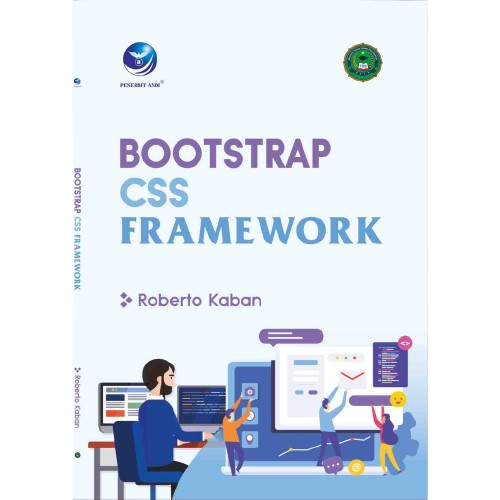 PENERBIT ANDI®
BOOTSTRAP
CSS
FRAMEWORK
Roberto Kaban
BOOTSTRAP CSS FRAMEWORK
Roberto Kaban